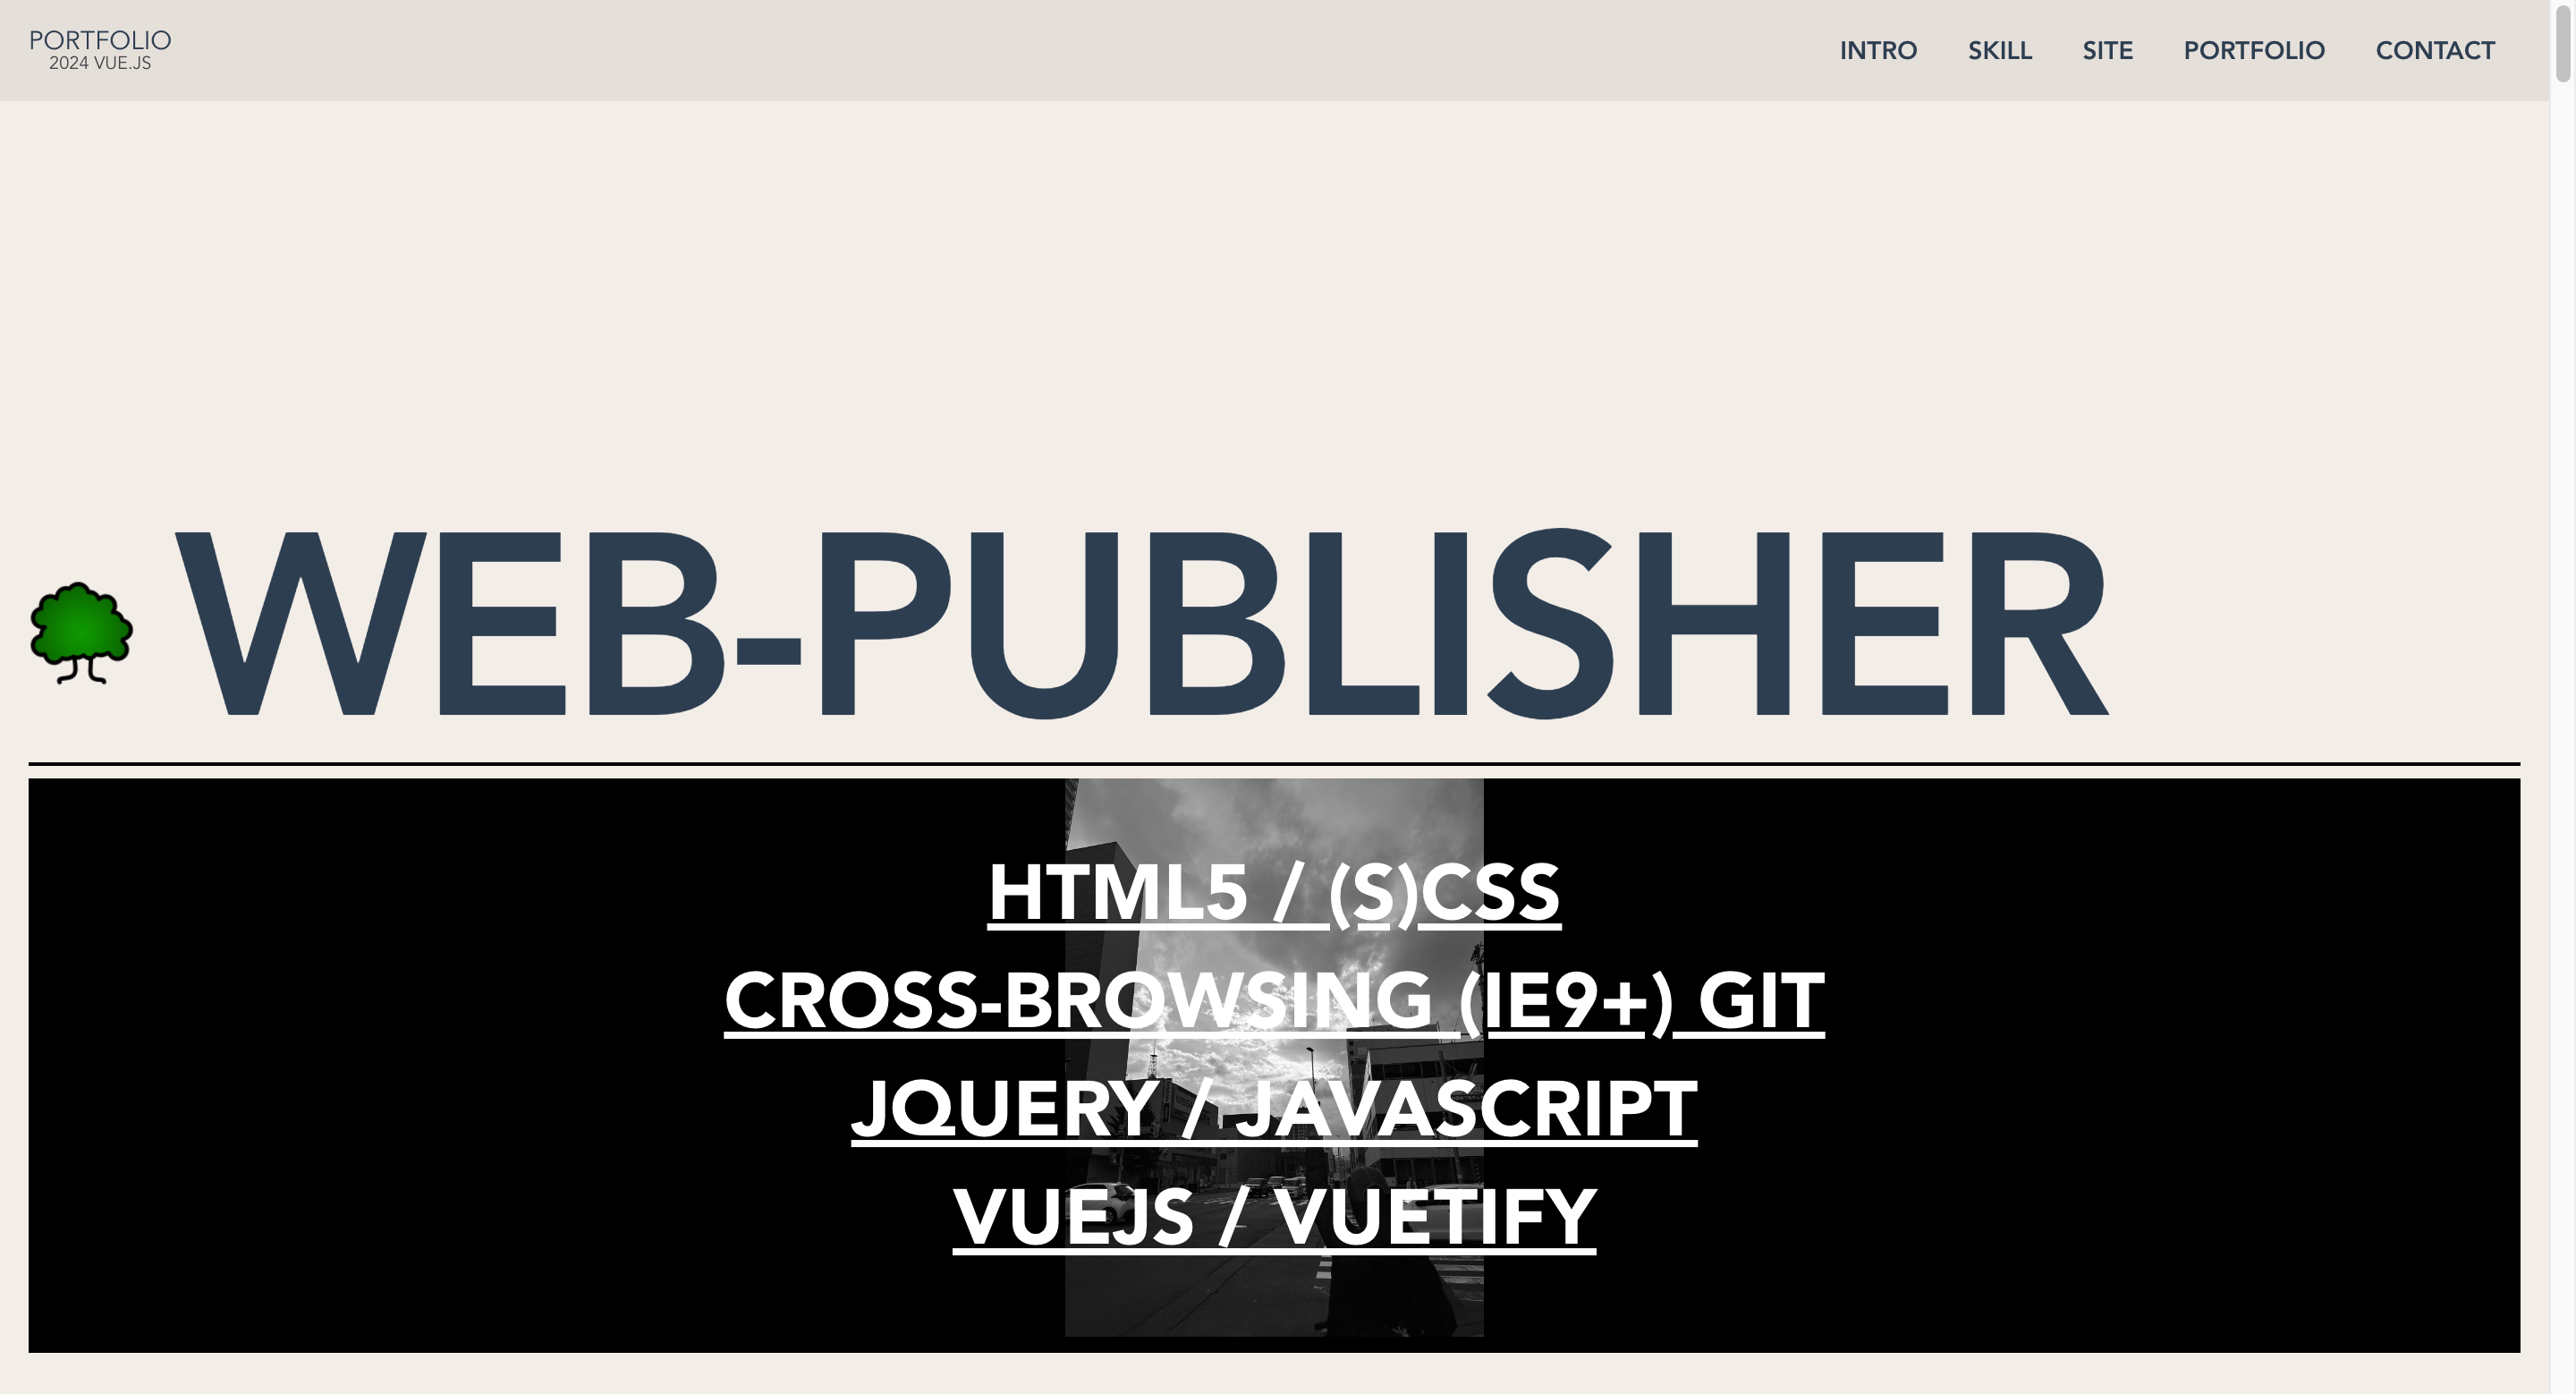 PORTFOLIO
2024 VUE.JS
INTRO SKILL SITE PORTFOLIO CONTACT
WEB-PUBLISHER
HTML5 / (S)CSS
CROSS-BROWSING (IE9+) GIT
JQUERY / JAVASCRIPT
VUEJS / VUETIFY